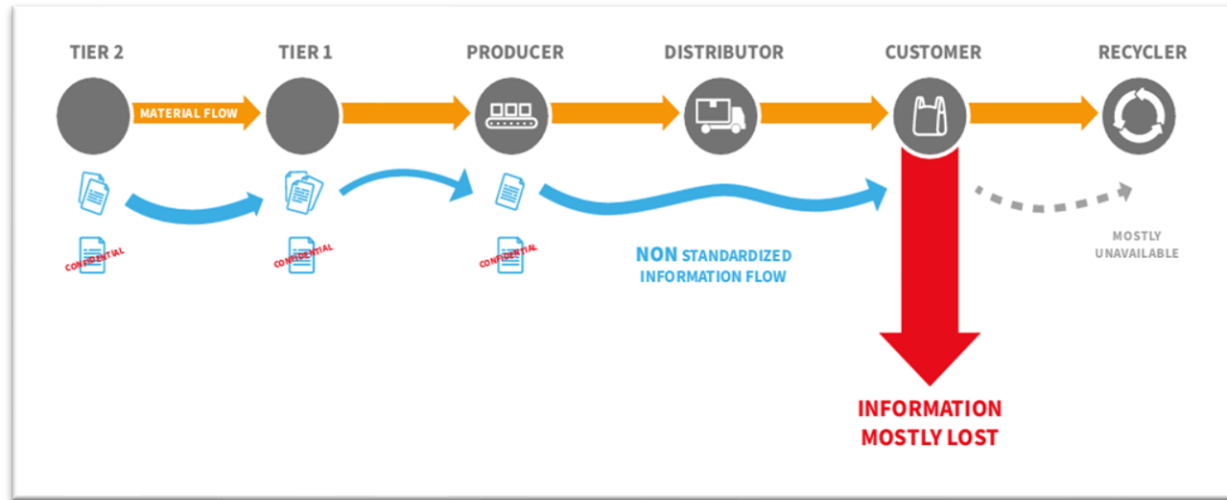 TIER 2
TIER 1
PRODUCER
DISTRIBUTOR
CUSTOMER
RECYCLER
MATERIAL FLOW
CONFIDENTIAL
CONFIDENTIAL
CONFIDENTIAL
NON STANDARDIZED
INFORMATION FLOW
MOSTLY
UNAVAILABLE
INFORMATION
MOSTLY LOST